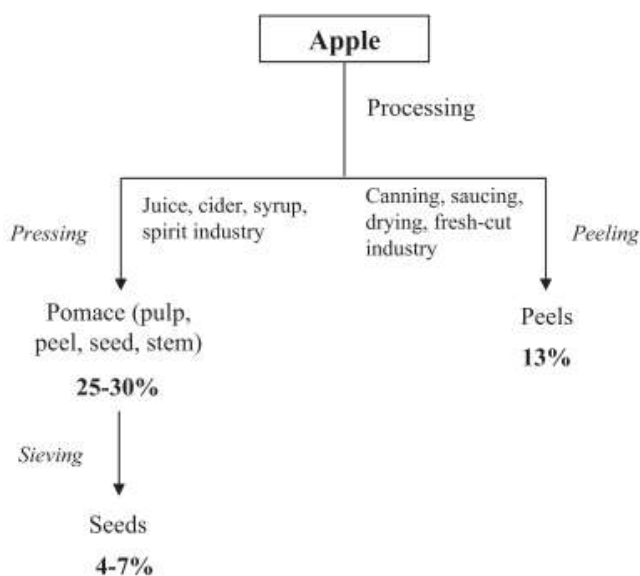 Apple
Processing
Juice, cider, syrup,
spirit industry
Canning, saucing,
drying, fresh-cut
industry
Pressing
Peeling
Pomace (pulp,
peel, seed, stem)
25-30%
Peels
13%
Sieving
Seeds
4-7%